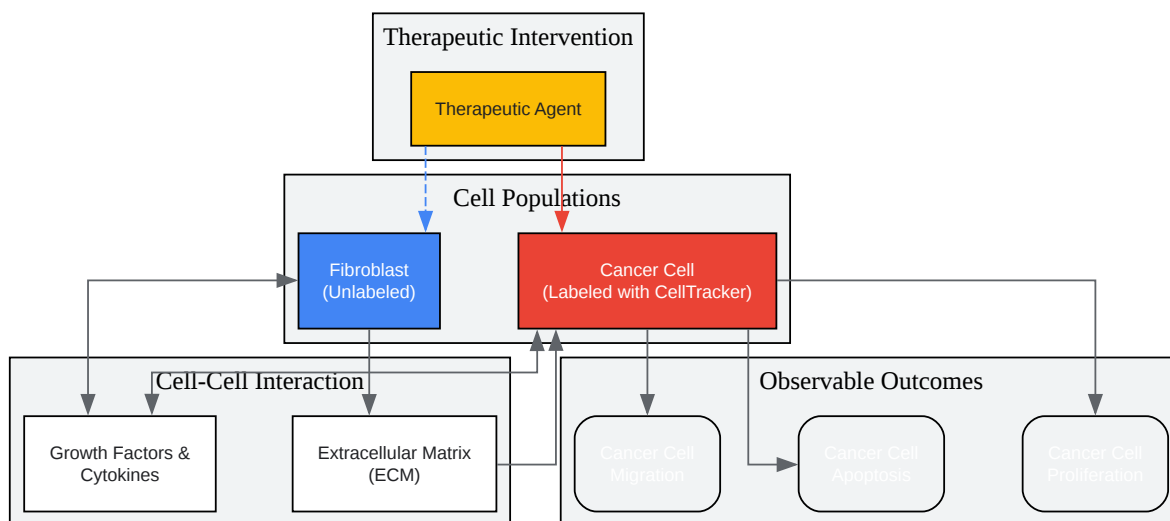 Therapeutic Intervention
Therapeutic Agent
Cell Populations
Fibroblast
(Unlabeled)
Cancer Cell
(Labeled with CellTracker)
Cell-Cell Interaction
Growth Factors &
Cytokines
Extracellular Matrix
(ECM)
Observable Outcomes
Cancer Cell
Migration
Cancer Cell
Apoptosis
Cancer Cell
Proliferation